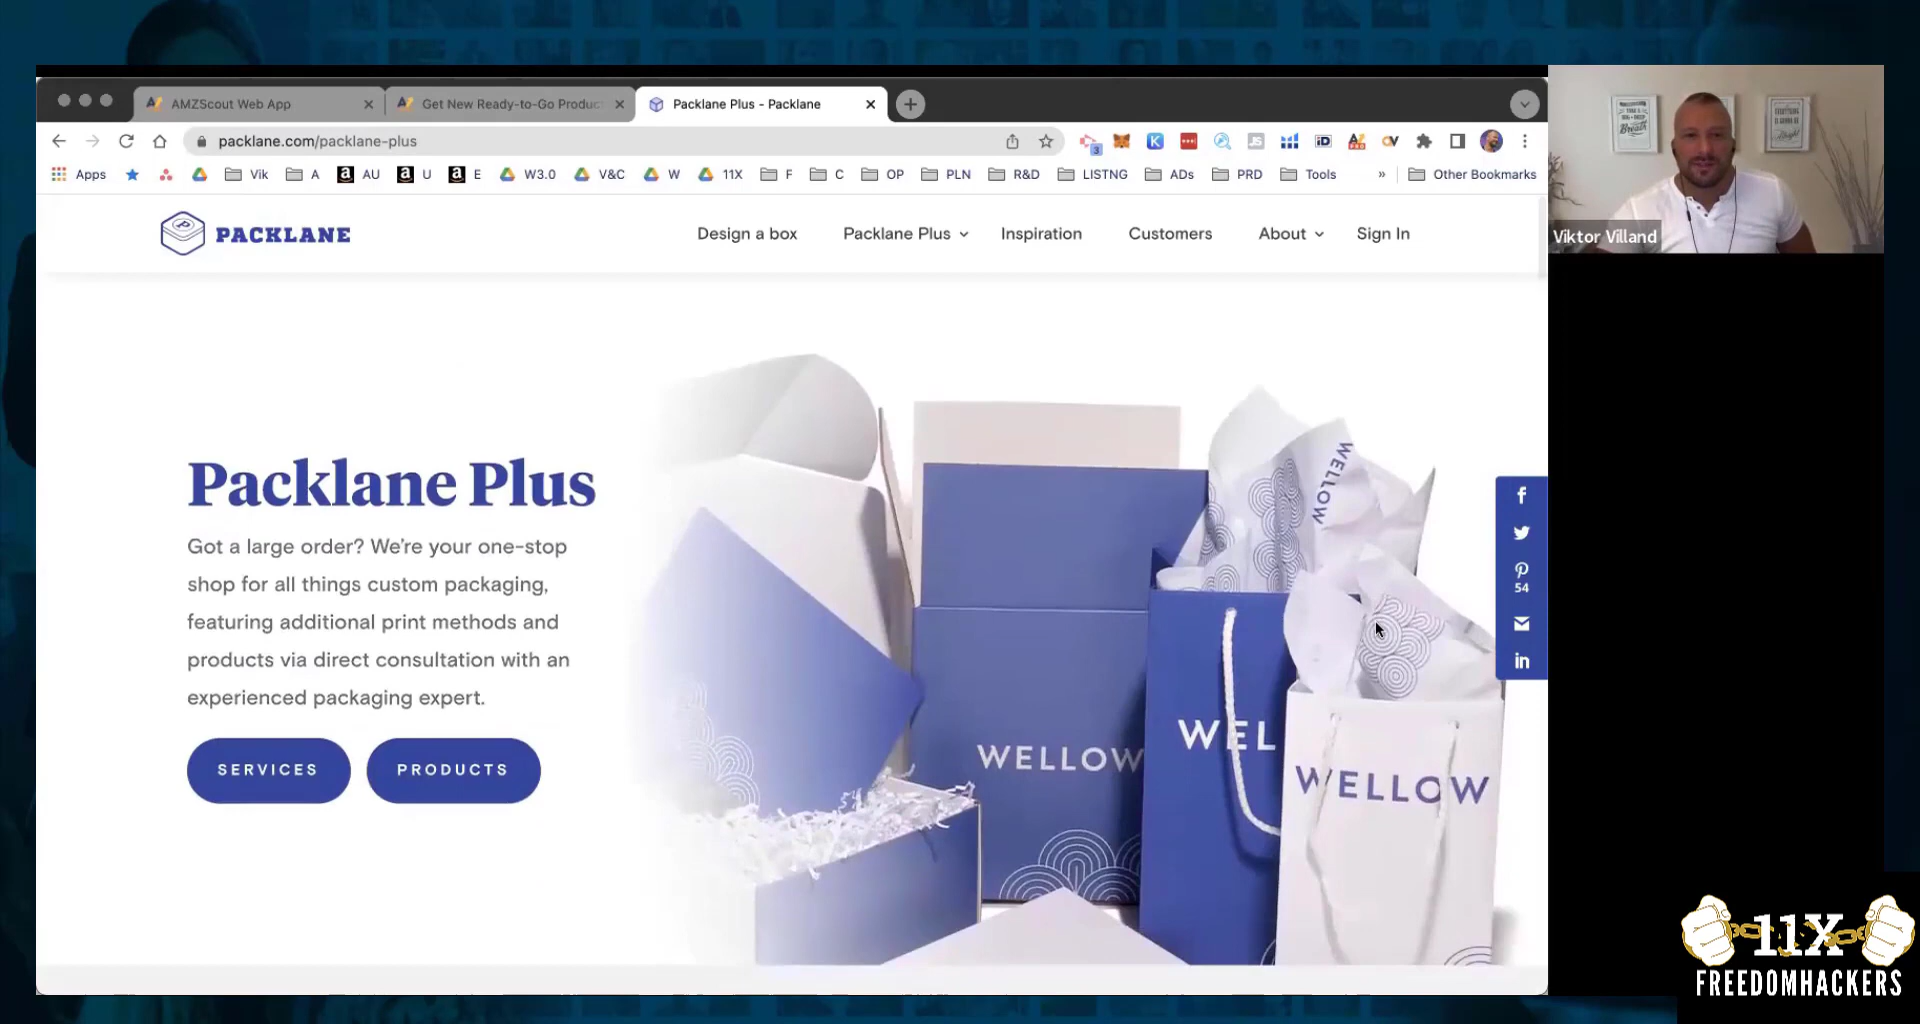 AMZScout Web App
Get New Ready-to-Go Produc
Packlane Plus - Packlane
packlane.com/packlane-plus
3
Apps
Vik
A
AU
U
E
W3.0
V&C
W
11X
F
C
OP
PLN
R&D
LISTNG
ADs
PRD
Tools
»
Other Bookmarks
PACKLANE
Design a box
Packlane Plus
Inspiration
Customers
About
Sign In
Viktor Villand
Packlane Plus
Got a large order? We're your one-stop
shop for all things custom packaging,
featuring additional print methods and
products via direct consultation with an
experienced packaging expert.
SERVICES
PRODUCTS
WELLOW
WELLOW
WEL
WELLOW
54
11X
FREEDOMHACKERS